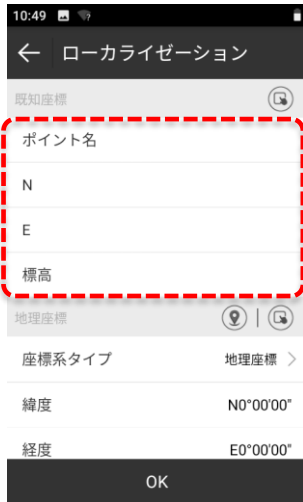 10:49
ローカライゼーション
既知座標
ポイント名
N
E
標高
地理座標
座標系タイプ 地理座標
緯度 N0°00'00"
経度 E0°00'00"
OK